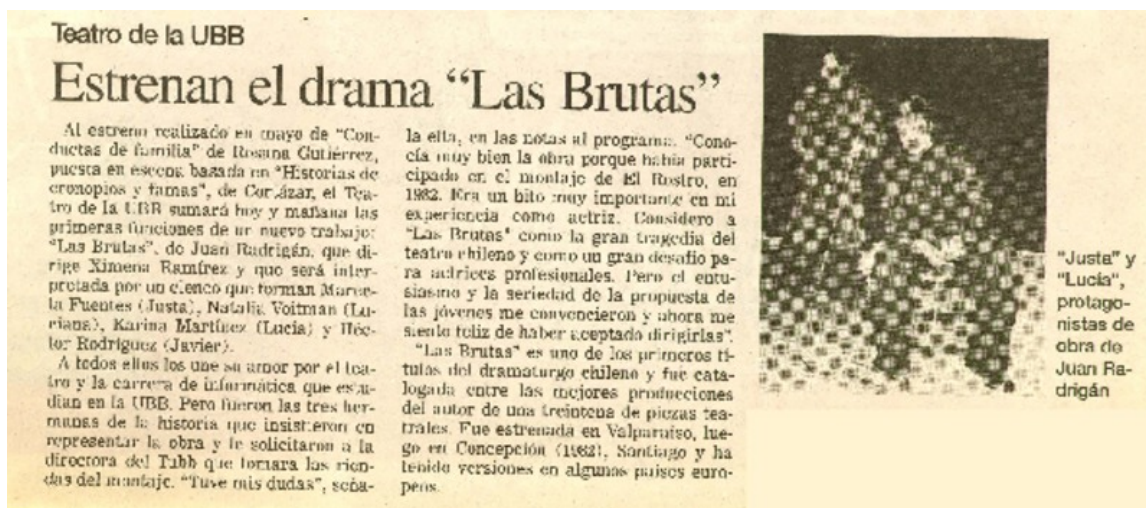 Teatro de la UBB
Estrenan el drama “Las Brutas”
Al estreno realizado en mayo de “Con-
ductas de familia” de Rosana Gutiérrez,
puesta en escena basada en “Historias de
cronopios y famas”, de Cortázar, el Tea-
tro de la UBB sumará hoy y mañana las
primeras funciones de un nuevo trabajo:
“Las Brutas”, de Juan Radrigán, que di-
rige Ximena Ramírez y que será inter-
pretada por un elenco que forman Marce-
la Fuentes (Justa), Natalia Voitman (Lu-
ciana), Karina Martínez (Lucía) y Héc-
tor Rodríguez (Javier).
A todos ellos los une su amor por el tea-
tro y la carrera de informática que estu-
dian en la UBB. Pero fueron las tres her-
manas de la historia que insistieron en
representar la obra y le solicitaron a la
directora del Tubb que tomara las rien-
das del montaje. “Tuve mis dudas”, seña-
la ella, en las notas al programa. “Cono-
cía muy bien la obra porque había parti-
cipado en el montaje de El Rostro, en
1982. Era un hito muy importante en mi
experiencia como actriz. Considero a
“Las Brutas” como la gran tragedia del
teatro chileno y como un gran desafío pa-
ra actrices profesionales. Pero el entu-
siasmo y la seriedad de la propuesta de
las jóvenes me convencieron y ahora me
siento feliz de haber aceptado dirigirlas”.
“Las Brutas” es uno de los primeros tí-
tulos del dramaturgo chileno y fue cata-
logada entre las mejores producciones
del autor de una treintena de piezas tea-
trales. Fue estrenada en Valparaíso, lue-
go en Concepción (1982), Santiago y ha
tenido versiones en algunos países euro-
peos.
“Justa” y
“Lucía”,
protago-
nistas de
obra de
Juan Ra-
drigán